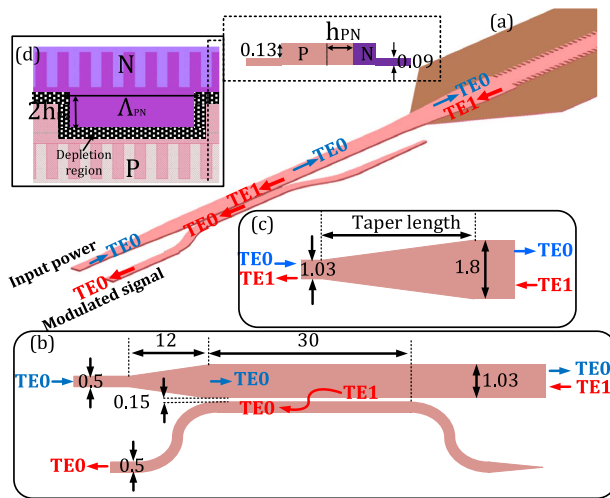 (d)
N
2h
ΛPN
Depletion
region
P
hPN
0.13
P
N
0.09
(a)
TE0
TE1
TE0
TE1
TE0
TE0
Input power
TE0
Modulated signal
(c)
Taper length
TE0
TE1
1.03
1.8
TE0
TE1
(b)
12
30
TE0
0.5
TE0
1.03
TE0
TE1
0.15
TE1
TE0
TE0
0.5